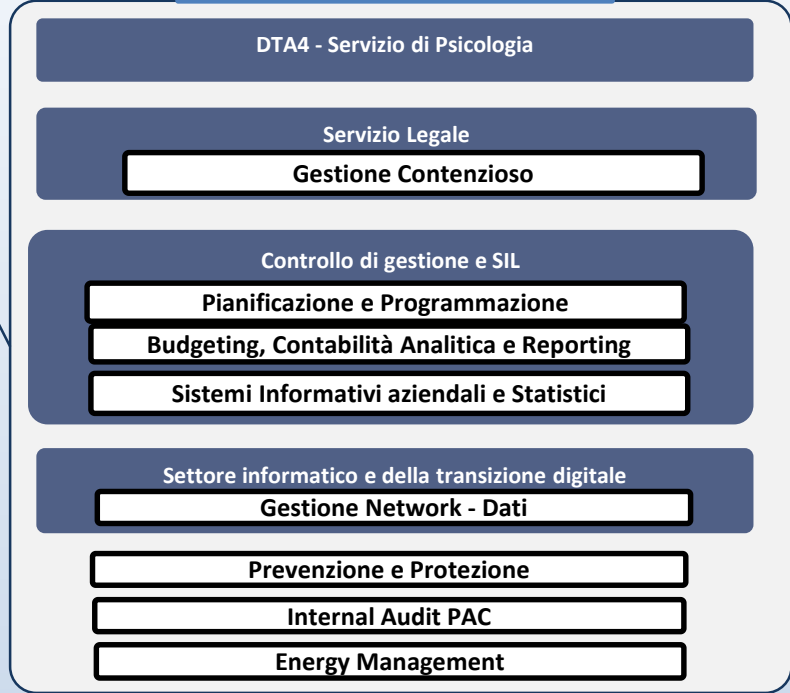 DTA4 - Servizio di Psicologia
Servizio Legale
Gestione Contenzioso
Controllo di gestione e SIL
Pianificazione e Programmazione
Budgeting, Contabilità Analitica e Reporting
Sistemi Informativi aziendali e Statistici
Settore informatico e della transizione digitale
Gestione Network - Dati
Prevenzione e Protezione
Internal Audit PAC
Energy Management